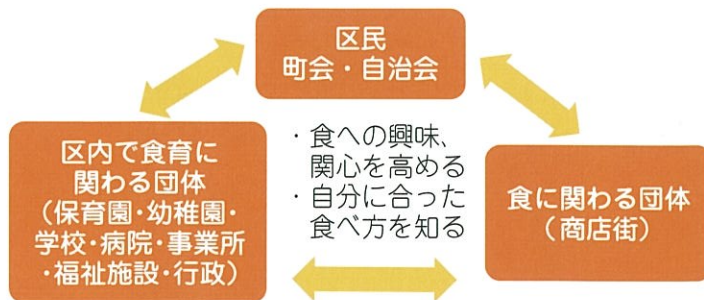 区民
町会・自治会
区内で食育に
関わる団体
（保育園・幼稚園・
学校・病院・事業所
・福祉施設・行政）
・食への興味、
関心を高める
・自分に合った
食べ方を知る
食に関わる団体
（商店街）